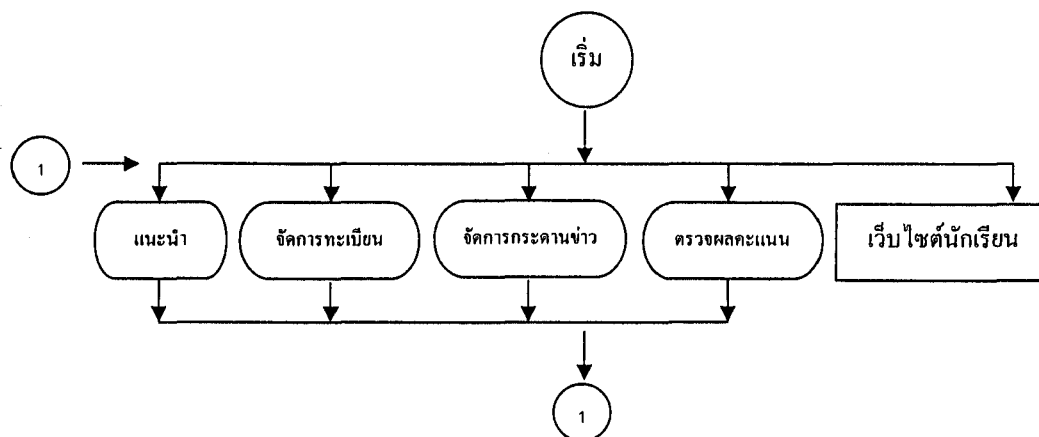 เริ่ม
1
แนะนำ
จัดการทะเบียน
จัดการกระดานข่าว
ตรวจผลคะแนน
เว็บไซต์นักเรียน
1